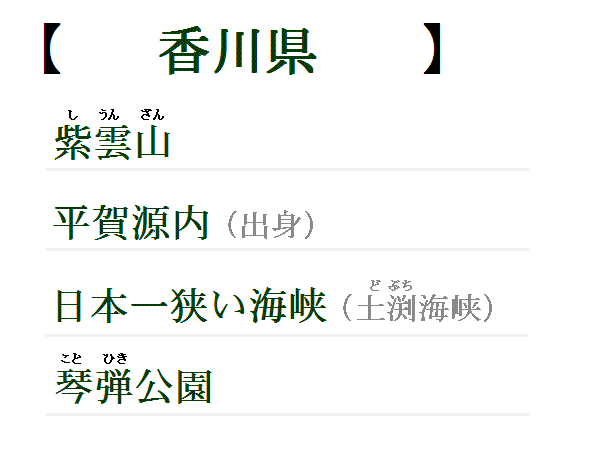 【　香川県　】
し うん ざん
紫雲山
平賀源内（出身）
ど ぶち
日本一狭い海峡（土渕海峡）
こと ひき
琴弾公園